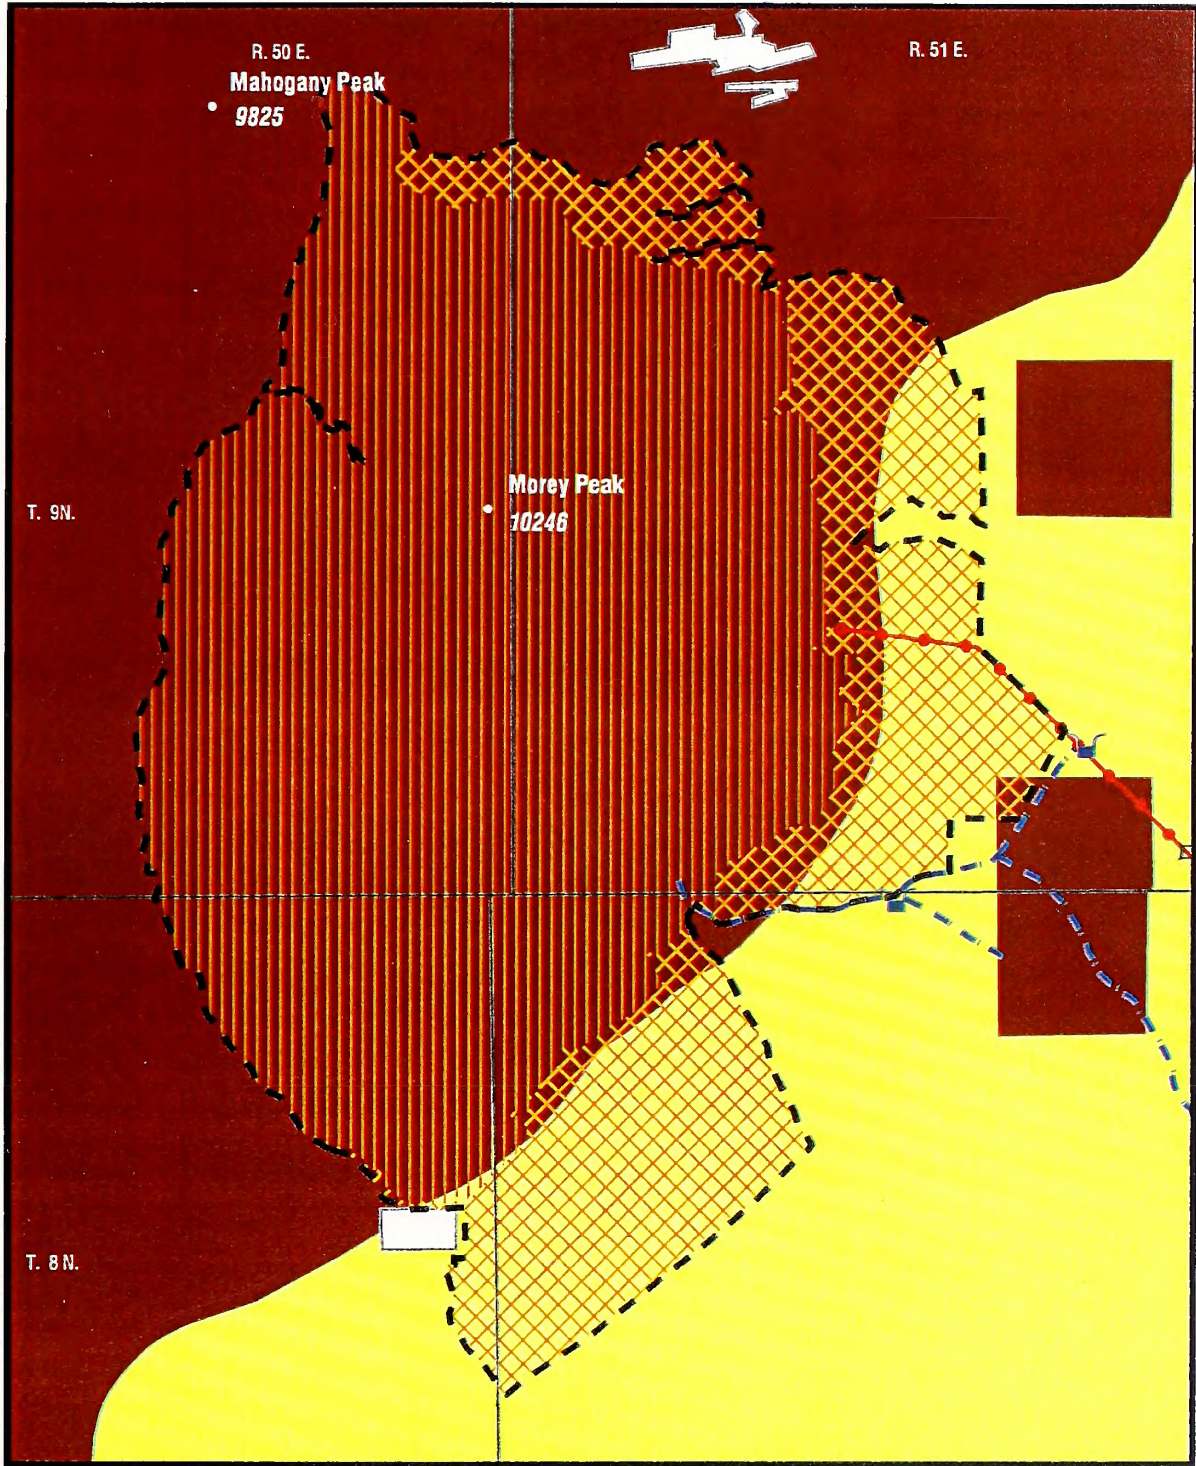 R. 50 E.
R. 51 E.
Mahogany Peak
9825
Morey Peak
10246
T. 9N.
T. 8 N.